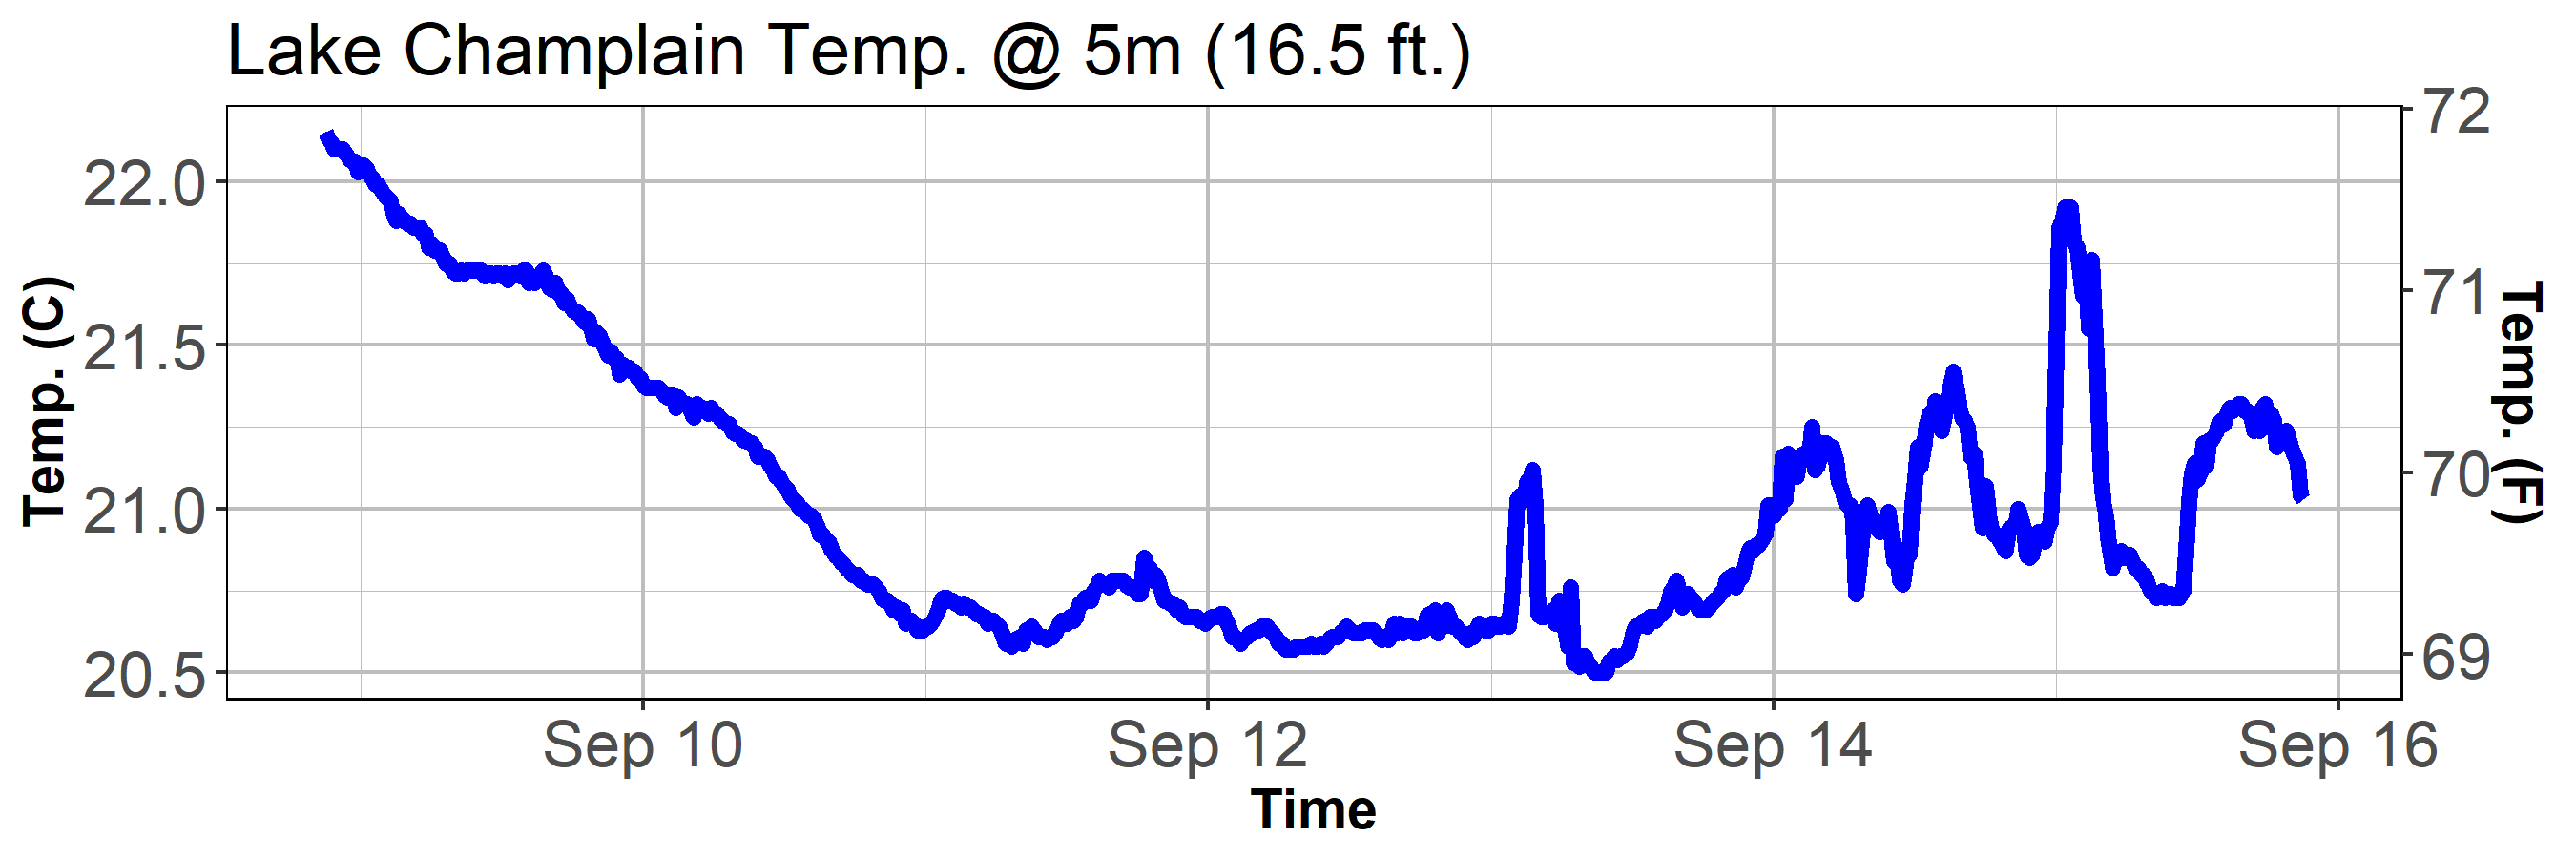 Lake Champlain Temp. @ 5m (16.5 ft.)
Temp. (C)
22.0
21.5
21.0
20.5
72
71
70
69
Temp. (F)
Sep 10
Sep 12
Sep 14
Sep 16
Time